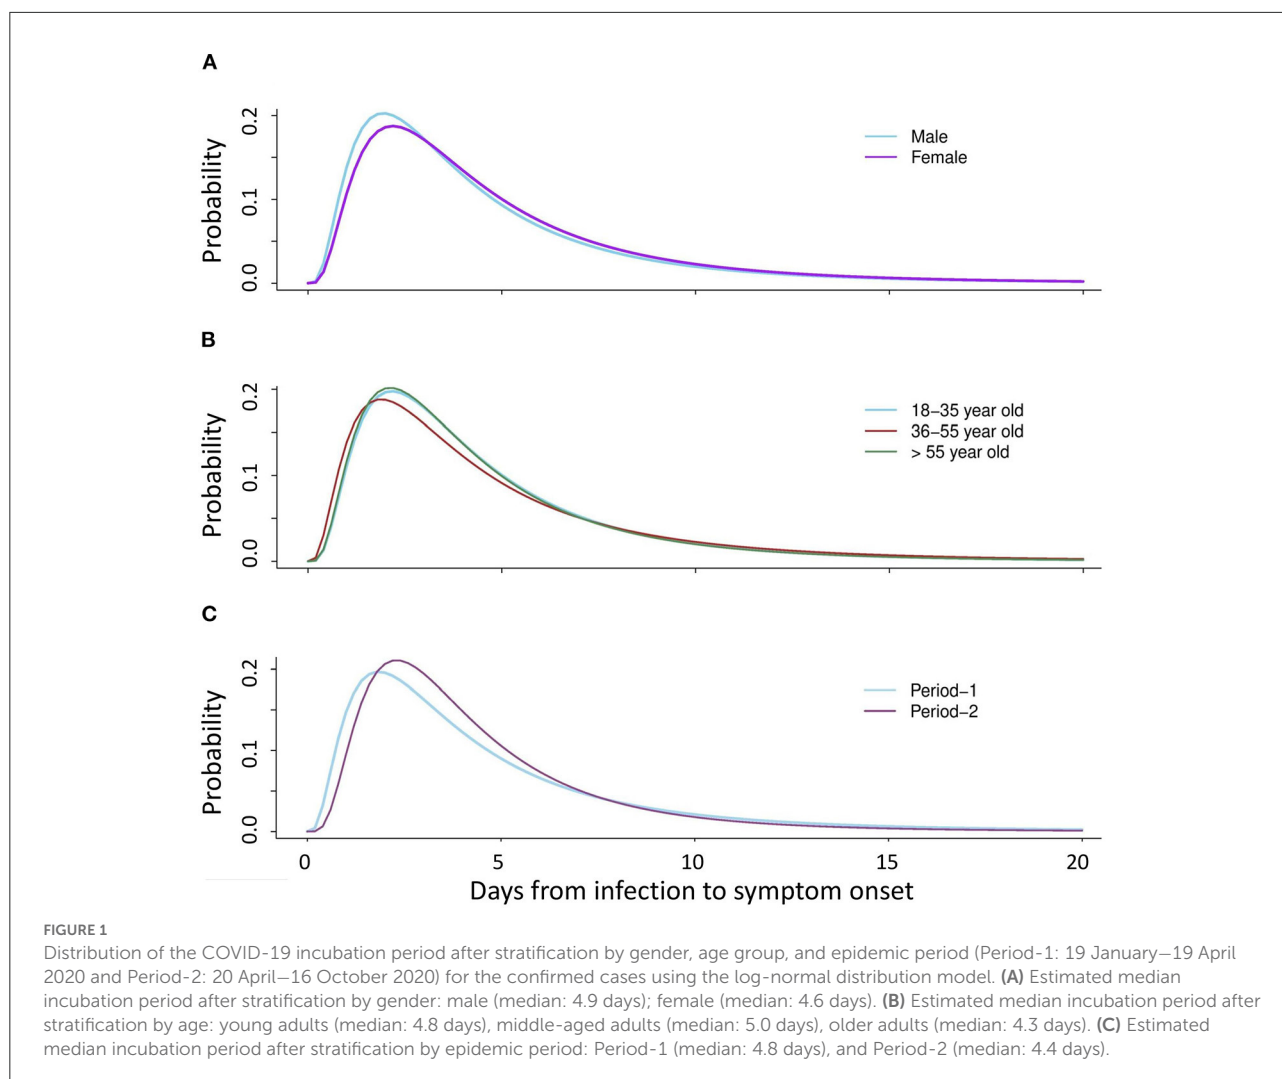 A
Probability
0.0
0.1
0.2
Male
Female
B
Probability
0.0
0.1
0.2
18–35 year old
36–55 year old
> 55 year old
C
Probability
0.0
0.1
0.2
Period–1
Period–2
0 5 10 15 20
Days from infection to symptom onset
FIGURE 1
Distribution of the COVID-19 incubation period after stratification by gender, age group, and epidemic period (Period-1: 19 January—19 April
2020 and Period-2: 20 April—16 October 2020) for the confirmed cases using the log-normal distribution model. (A) Estimated median
incubation period after stratification by gender: male (median: 4.9 days); female (median: 4.6 days). (B) Estimated median incubation period after
stratification by age: young adults (median: 4.8 days), middle-aged adults (median: 5.0 days), older adults (median: 4.3 days). (C) Estimated
median incubation period after stratification by epidemic period: Period-1 (median: 4.8 days), and Period-2 (median: 4.4 days).